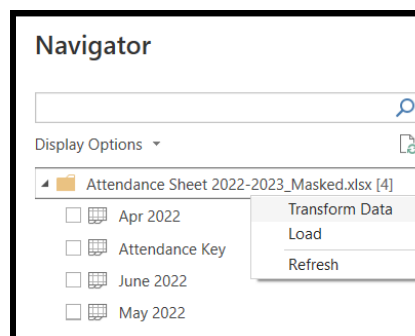 Navigator
Display Options
Attendance Sheet 2022-2023_Masked.xlsx [4]
Apr 2022
Transform Data
Attendance Key
Load
June 2022
Refresh
May 2022